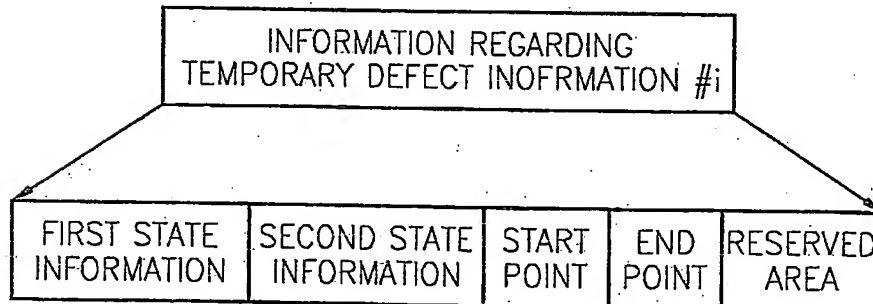 INFORMATION REGARDING
TEMPORARY DEFECT INOFRMATION #i
FIRST STATE
INFORMATION
SECOND STATE
INFORMATION
START
POINT
END
POINT
RESERVED
AREA